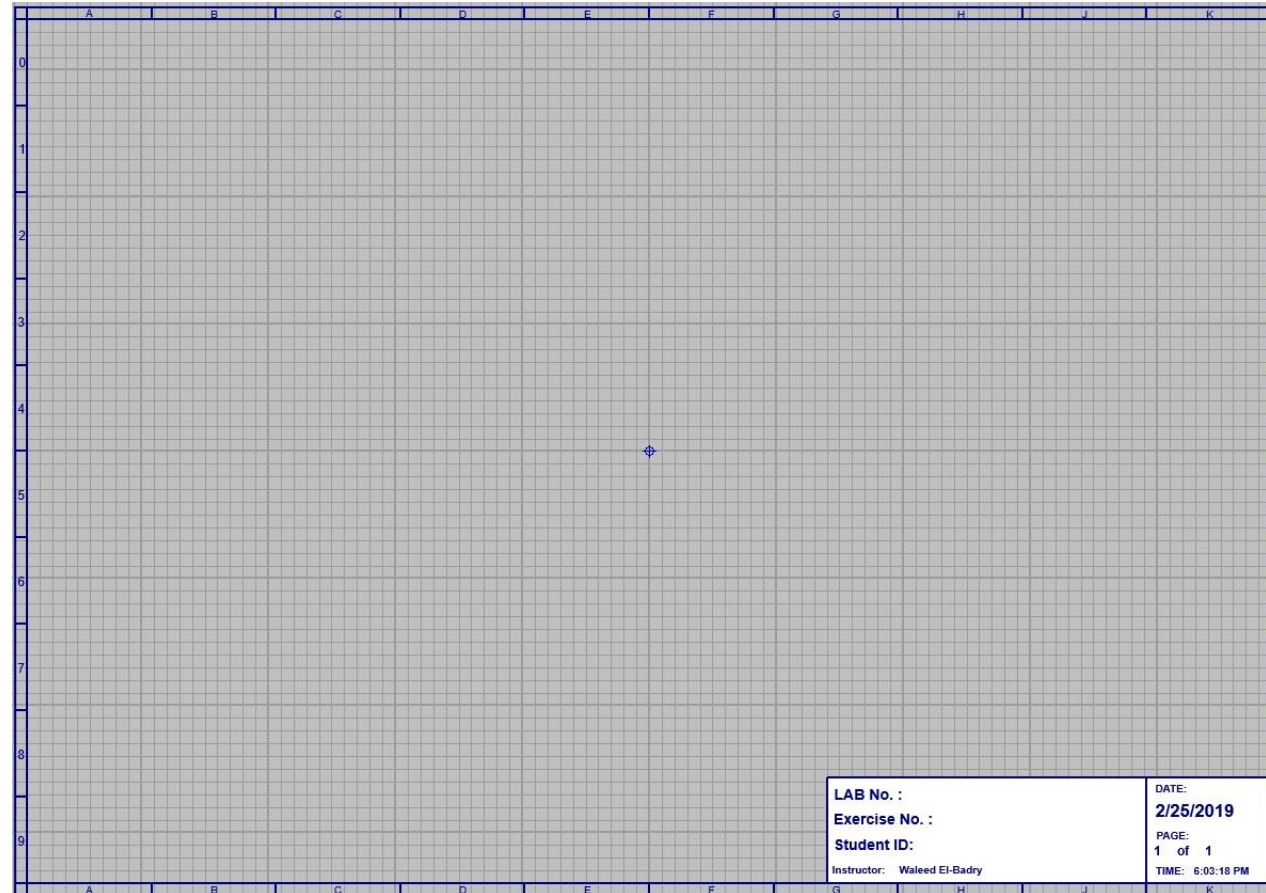 A B C D E F G H J K
0
1
2
3
4
5
6
7
8
9
LAB No. :
Exercise No. :
Student ID:
Instructor: Waleed El-Badry
DATE:
2/25/2019
PAGE:
1 of 1
TIME: 6:03:18 PM
A B C D E F G H J K